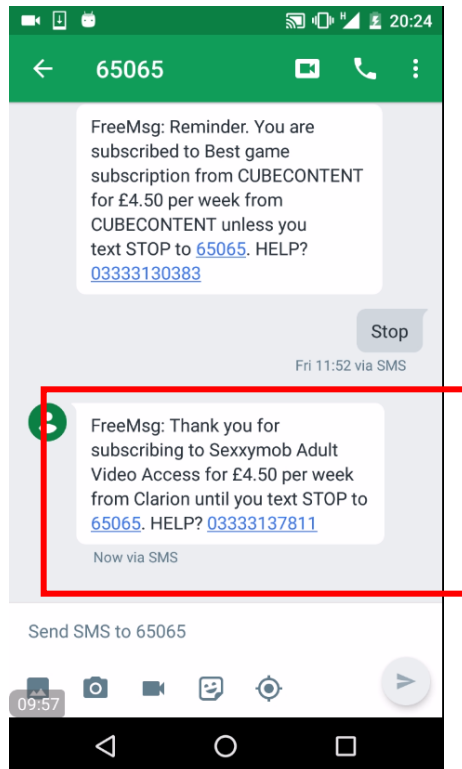 H 20:24
65065
FreeMsg: Reminder. You are
subscribed to Best game
subscription from CUBECONTENT
for £4.50 per week from
CUBECONTENT unless you
text STOP to 65065. HELP?
03333130383
Stop
Fri 11:52 via SMS
FreeMsg: Thank you for
subscribing to Sexxymob Adult
Video Access for £4.50 per week
from Clarion until you text STOP to
65065. HELP? 03333137811
Now via SMS
Send SMS to 65065
09:57